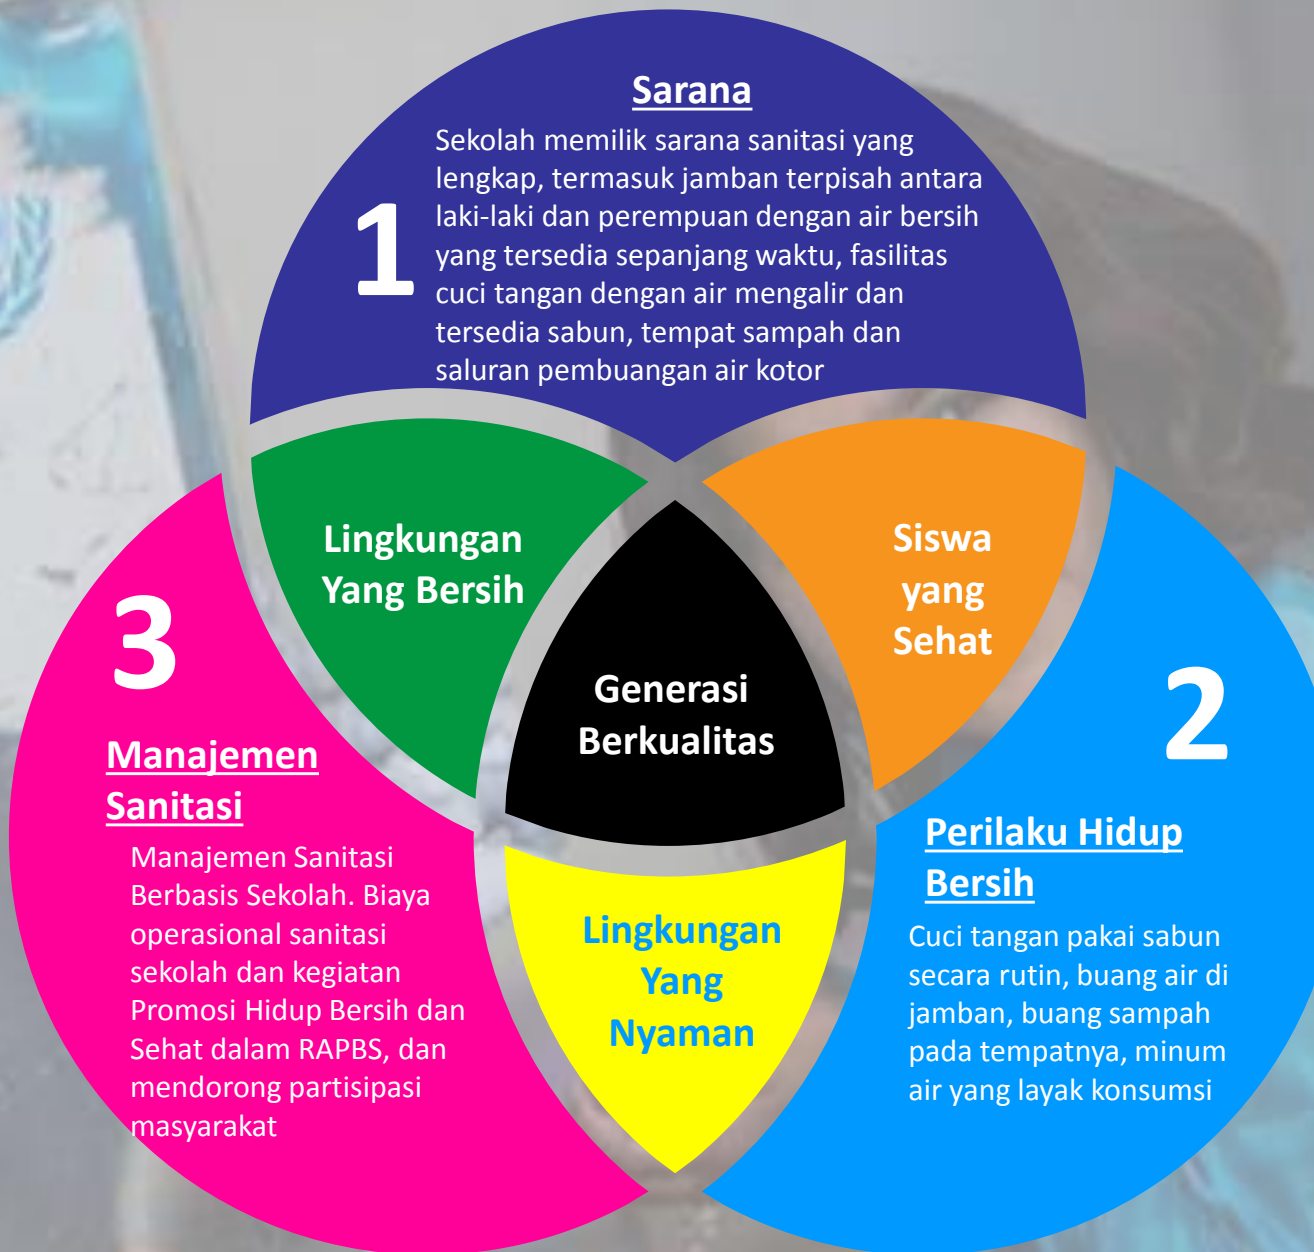 Sarana
1
Sekolah memilik sarana sanitasi yang
lengkap, termasuk jamban terpisah antara
laki-laki dan perempuan dengan air bersih
yang tersedia sepanjang waktu, fasilitas
cuci tangan dengan air mengalir dan
tersedia sabun, tempat sampah dan
saluran pembuangan air kotor
Lingkungan
Yang Bersih
Siswa
yang
Sehat
Generasi
Berkualitas
2
Perilaku Hidup
Bersih
Cuci tangan pakai sabun
secara rutin, buang air di
jamban, buang sampah
pada tempatnya, minum
air yang layak konsumsi
3
Manajemen
Sanitasi
Manajemen Sanitasi
Berbasis Sekolah. Biaya
operasional sanitasi
sekolah dan kegiatan
Promosi Hidup Bersih dan
Sehat dalam RAPBS, dan
mendorong partisipasi
masyarakat
Lingkungan
Yang
Nyaman